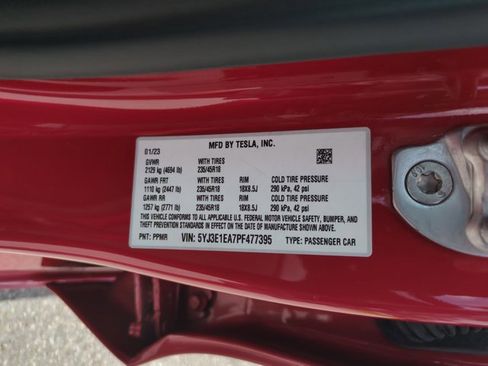 MFD BY TESLA, INC.
01/23
GVWR WITH TIRES
2129 kg (4694 lb) 235/45R18
GAWR FRT WITH TIRES RIM COLD TIRE PRESSURE
1110 kg (2447 lb) 235/45R18 18X8.5J 290 kPa, 42 psi
GAWR RR WITH TIRES RIM COLD TIRE PRESSURE
1257 kg (2771 lb) 235/45R18 18X8.5J 290 kPa, 42 psi
THIS VEHICLE CONFORMS TO ALL APPLICABLE U.S. FEDERAL MOTOR VEHICLE SAFETY, BUMPER, AND
THEFT PREVENTION STANDARDS IN EFFECT ON THE DATE OF MANUFACTURE SHOWN ABOVE.
MADE IN USA
PNT: PPMR VIN: 5YJ3E1EA7PF477395 TYPE: PASSENGER CAR